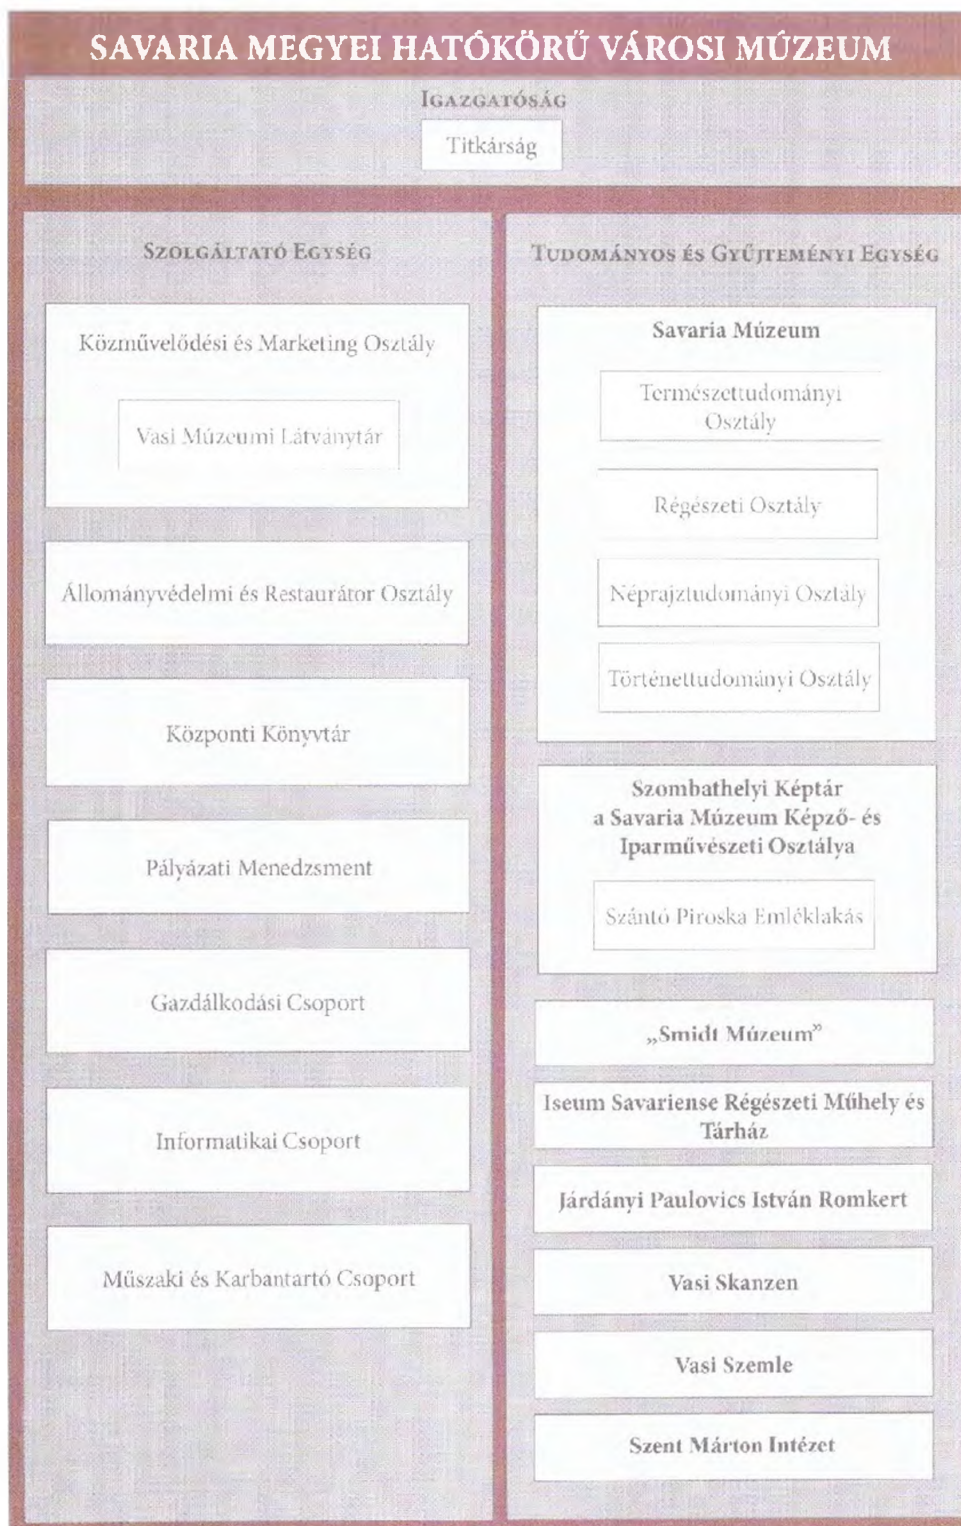 SAVARIA MEGYEI HATÓKÖRŰ VÁROSI MÚZEUM
IGAZGATÓSÁG
Titkárság
SZOLGÁLTATÓ EGYSÉG
Közművelődési és Marketing Osztály
Vasi Múzeumi Látványtár
Állományvédelmi és Restaurátor Osztály
Központi Könyvtár
Pályázati Menedzsment
Gazdálkodási Csoport
Informatikai Csoport
Műszaki és Karbantartó Csoport
TUDOMÁNYOS ÉS GYŰJTEMÉNYI EGYSÉG
Savaria Múzeum
Természettudományi
Osztály
Régészeti Osztály
Néprajztudományi Osztály
Történettudományi Osztály
Szombathelyi Képtár
a Savaria Múzeum Képző- és
Iparművészeti Osztálya
Szántó Piroska Emléklakás
„Smidt Múzeum”
Iseum Savariense Régészeti Műhely és
Tárház
Járdányi Paulovics István Romkert
Vasi Skanzen
Vasi Szemle
Szent Márton Intézet